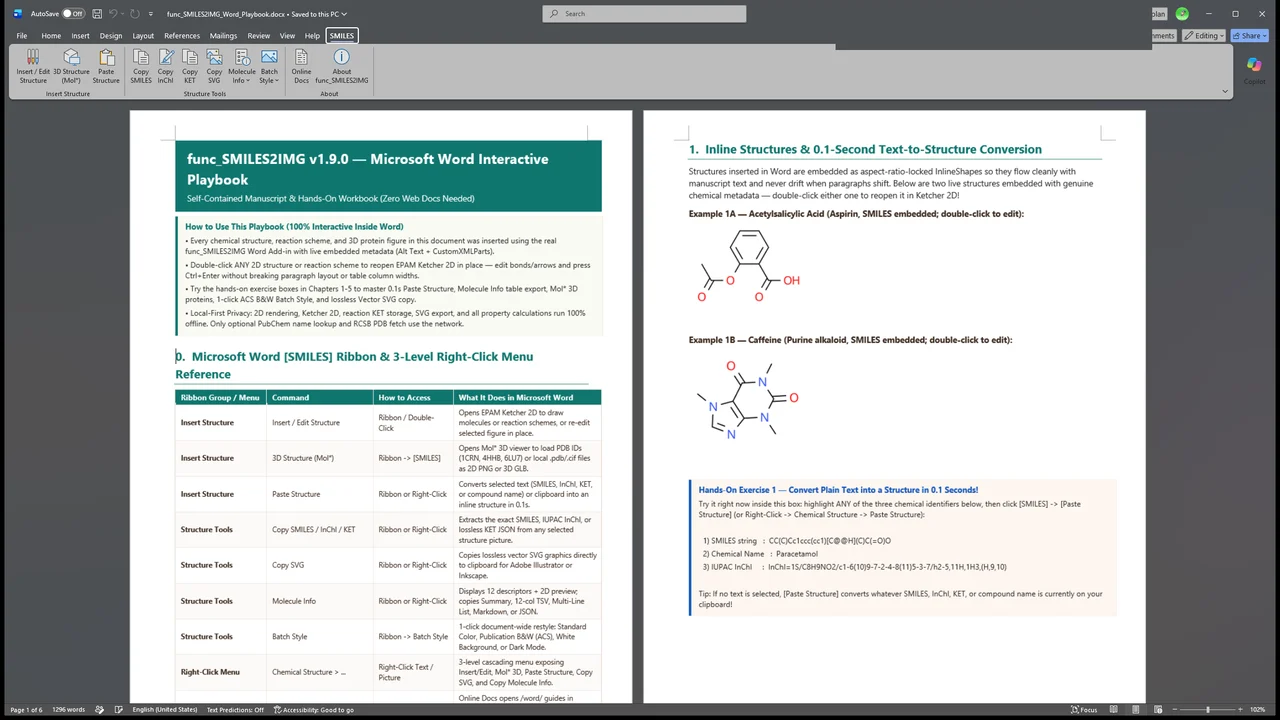 AutoSave Off func_SMILES2IMG_Word_Playbook.docx • Saved to this PC Search
File Home Insert Design Layout References Mailings Review View Help SMILES Editing Share
Insert / Edit Structure
3D Structure (Mol*)
Paste Structure
Copy SMILES
Copy InChI
Copy KET
Copy SVG
Molecule Info
Batch Style
Online Docs
About func_SMILES2IMG
Copilot
Insert Structure Structure Tools About
func_SMILES2IMG v1.9.0 — Microsoft Word Interactive
Playbook
Self-Contained Manuscript & Hands-On Workbook (Zero Web Docs Needed)
How to Use This Playbook (100% Interactive Inside Word)
• Every chemical structure, reaction scheme, and 3D protein figure in this document was inserted using the real
func_SMILES2IMG Word Add-in with live embedded metadata (Alt Text + CustomXMLParts).
• Double-click ANY 2D structure or reaction scheme to reopen EPAM Ketcher 2D in place — edit bonds/arrows and press
Ctrl+Enter without breaking paragraph layout or table column widths.
• Try the hands-on exercise boxes in Chapters 1-5 to master 0.1s Paste Structure, Molecule Info table export, Mol* 3D
proteins, 1-click ACS B&W Batch Style, and lossless Vector SVG copy.
• Local-First Privacy: 2D rendering, Ketcher 2D, reaction KET storage, SVG export, and all property calculations run 100%
offline. Only optional PubChem name lookup and RCSB PDB fetch use the network.
0. Microsoft Word [SMILES] Ribbon & 3-Level Right-Click Menu
Reference
Ribbon Group / Menu Command How to Access What It Does in Microsoft Word
Insert Structure Insert / Edit Structure Ribbon / Double-
Click
Opens EPAM Ketcher 2D to draw
molecules or reaction schemes, or re-edit
selected figure in place.
Insert Structure 3D Structure (Mol*) Ribbon -> [SMILES]
Opens Mol* 3D viewer to load PDB IDs
(1CRN, 4HHB, 6LU7) or local .pdb/.cif files
as 2D PNG or 3D GLB.
Insert Structure Paste Structure Ribbon or Right-Click
Converts selected text (SMILES, InChI, KET,
or compound name) or clipboard into an
inline structure in 0.1s.
Structure Tools Copy SMILES / InChI / KET Ribbon or Right-Click
Extracts the exact SMILES, IUPAC InChI, or
lossless KET JSON from any selected
structure picture.
Structure Tools Copy SVG Ribbon or Right-Click
Copies lossless vector SVG graphics directly
to clipboard for Adobe Illustrator or
Inkscape.
Structure Tools Molecule Info Ribbon or Right-Click
Displays 12 descriptors + 2D preview;
copies Summary, 12-col TSV, Multi-Line
List, Markdown, or JSON.
Structure Tools Batch Style Ribbon -> Batch Style
1-click document-wide restyle: Standard
Color, Publication B&W (ACS), White
Background, or Dark Mode.
Right-Click Menu Chemical Structure > ... Right-Click Text /
Picture
3-level cascading menu exposing
Insert/Edit, Mol* 3D, Paste Structure, Copy
SVG, and Copy Molecule Info.
Online Docs opens /word/ guides in
1. Inline Structures & 0.1-Second Text-to-Structure Conversion
Structures inserted in Word are embedded as aspect-ratio-locked InlineShapes so they flow cleanly with
manuscript text and never drift when paragraphs shift. Below are two live structures embedded with genuine
chemical metadata — double-click either one to reopen it in Ketcher 2D!
Example 1A — Acetylsalicylic Acid (Aspirin, SMILES embedded; double-click to edit):
O OH
O O
Example 1B — Caffeine (Purine alkaloid, SMILES embedded; double-click to edit):
O
N
O
N
N
N
Hands-On Exercise 1 — Convert Plain Text into a Structure in 0.1 Seconds!
Try it right now inside this box: highlight ANY of the three chemical identifiers below, then click [SMILES] -> [Paste
Structure] (or Right-Click -> Chemical Structure -> Paste Structure):
1) SMILES string : CC(C)Cc1ccc(cc1)[C@@H](C)C(=O)O
2) Chemical Name : Paracetamol
3) IUPAC InChI : InChI=1S/C8H9NO2/c1-6(10)9-7-2-4-8(11)5-3-7/h2-5,11H,1H3,(H,9,10)
Tip: If no text is selected, [Paste Structure] converts whatever SMILES, InChI, KET, or compound name is currently on your
clipboard!
Page 1 of 6 1296 words English (United States) Text Predictions: Off Accessibility: Good to go Focus 102%